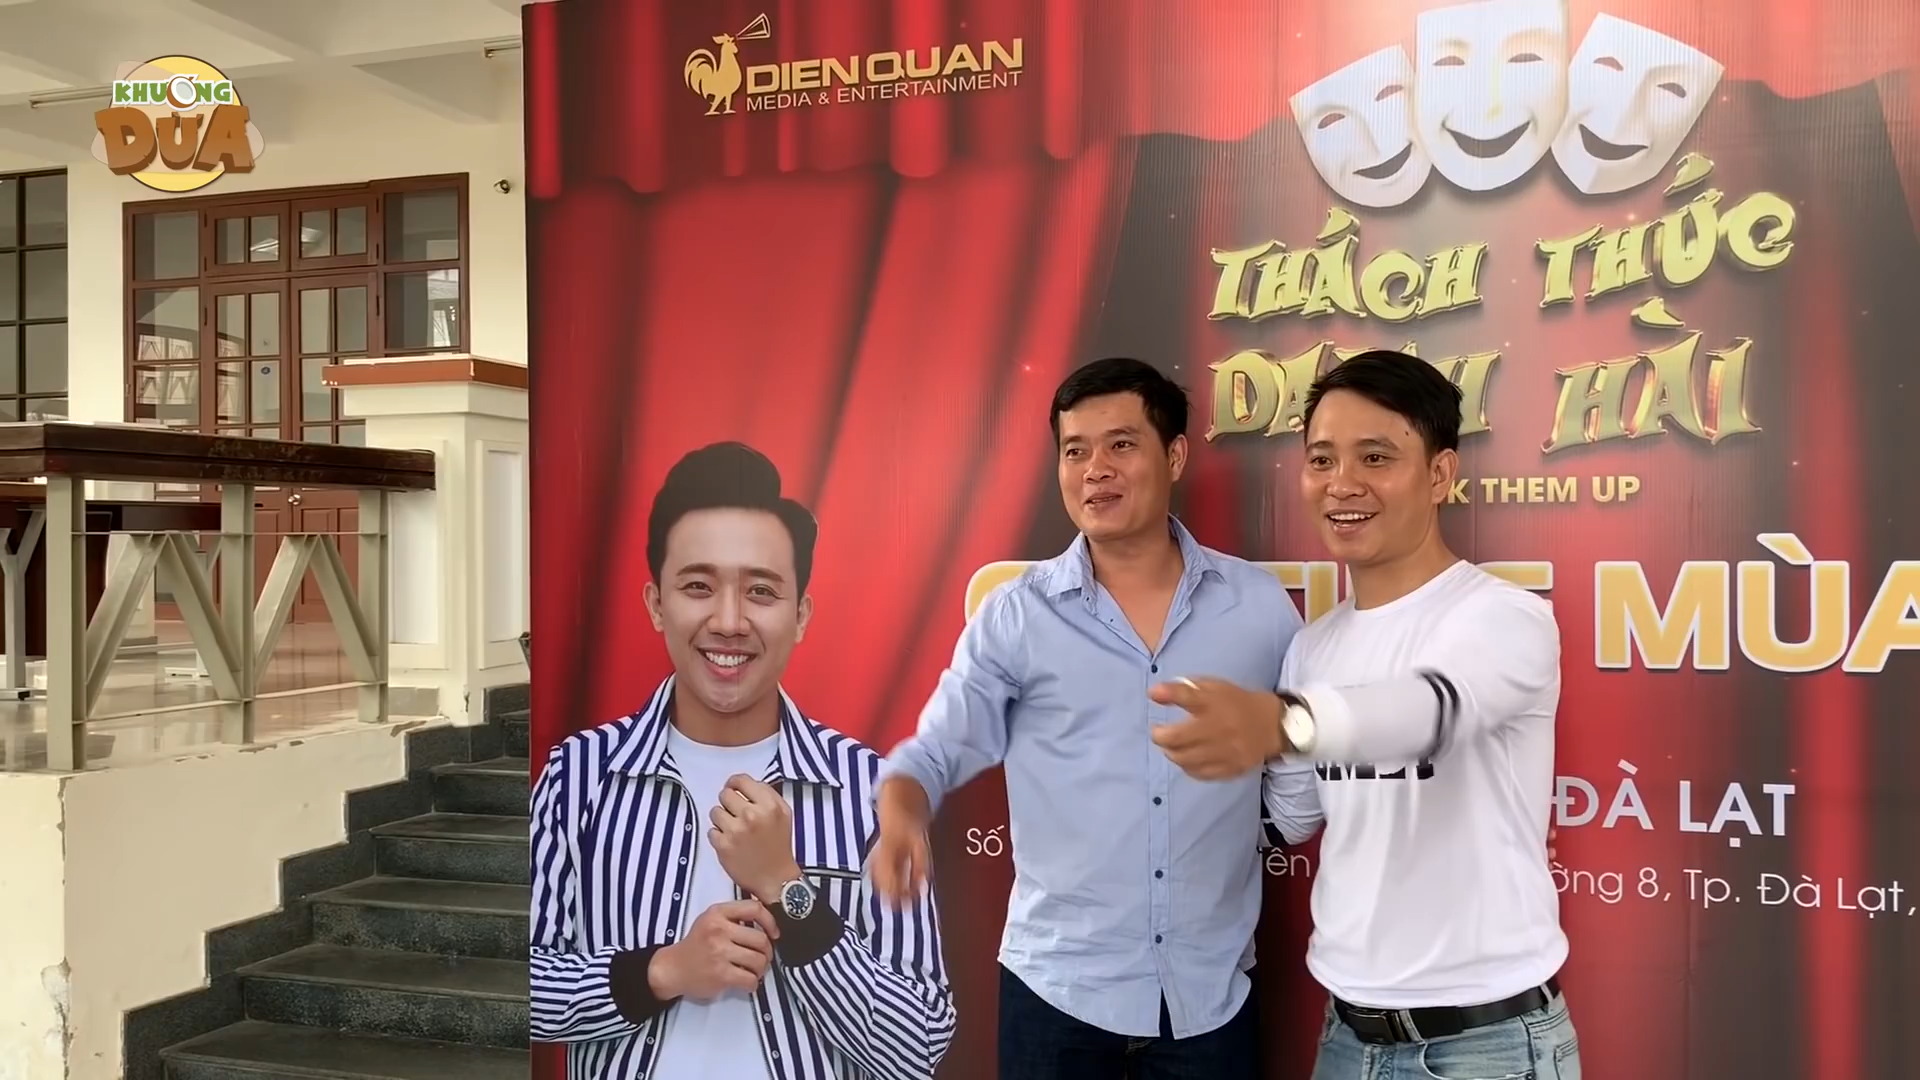 KHƯƠNG
DỪA
DIEN QUAN
MEDIA & ENTERTAINMENT
THÁCH THỨC
HÀI
THEM UP
MÙA
ĐÀ LẠT
Số
8, Tp. Đà Lạt,